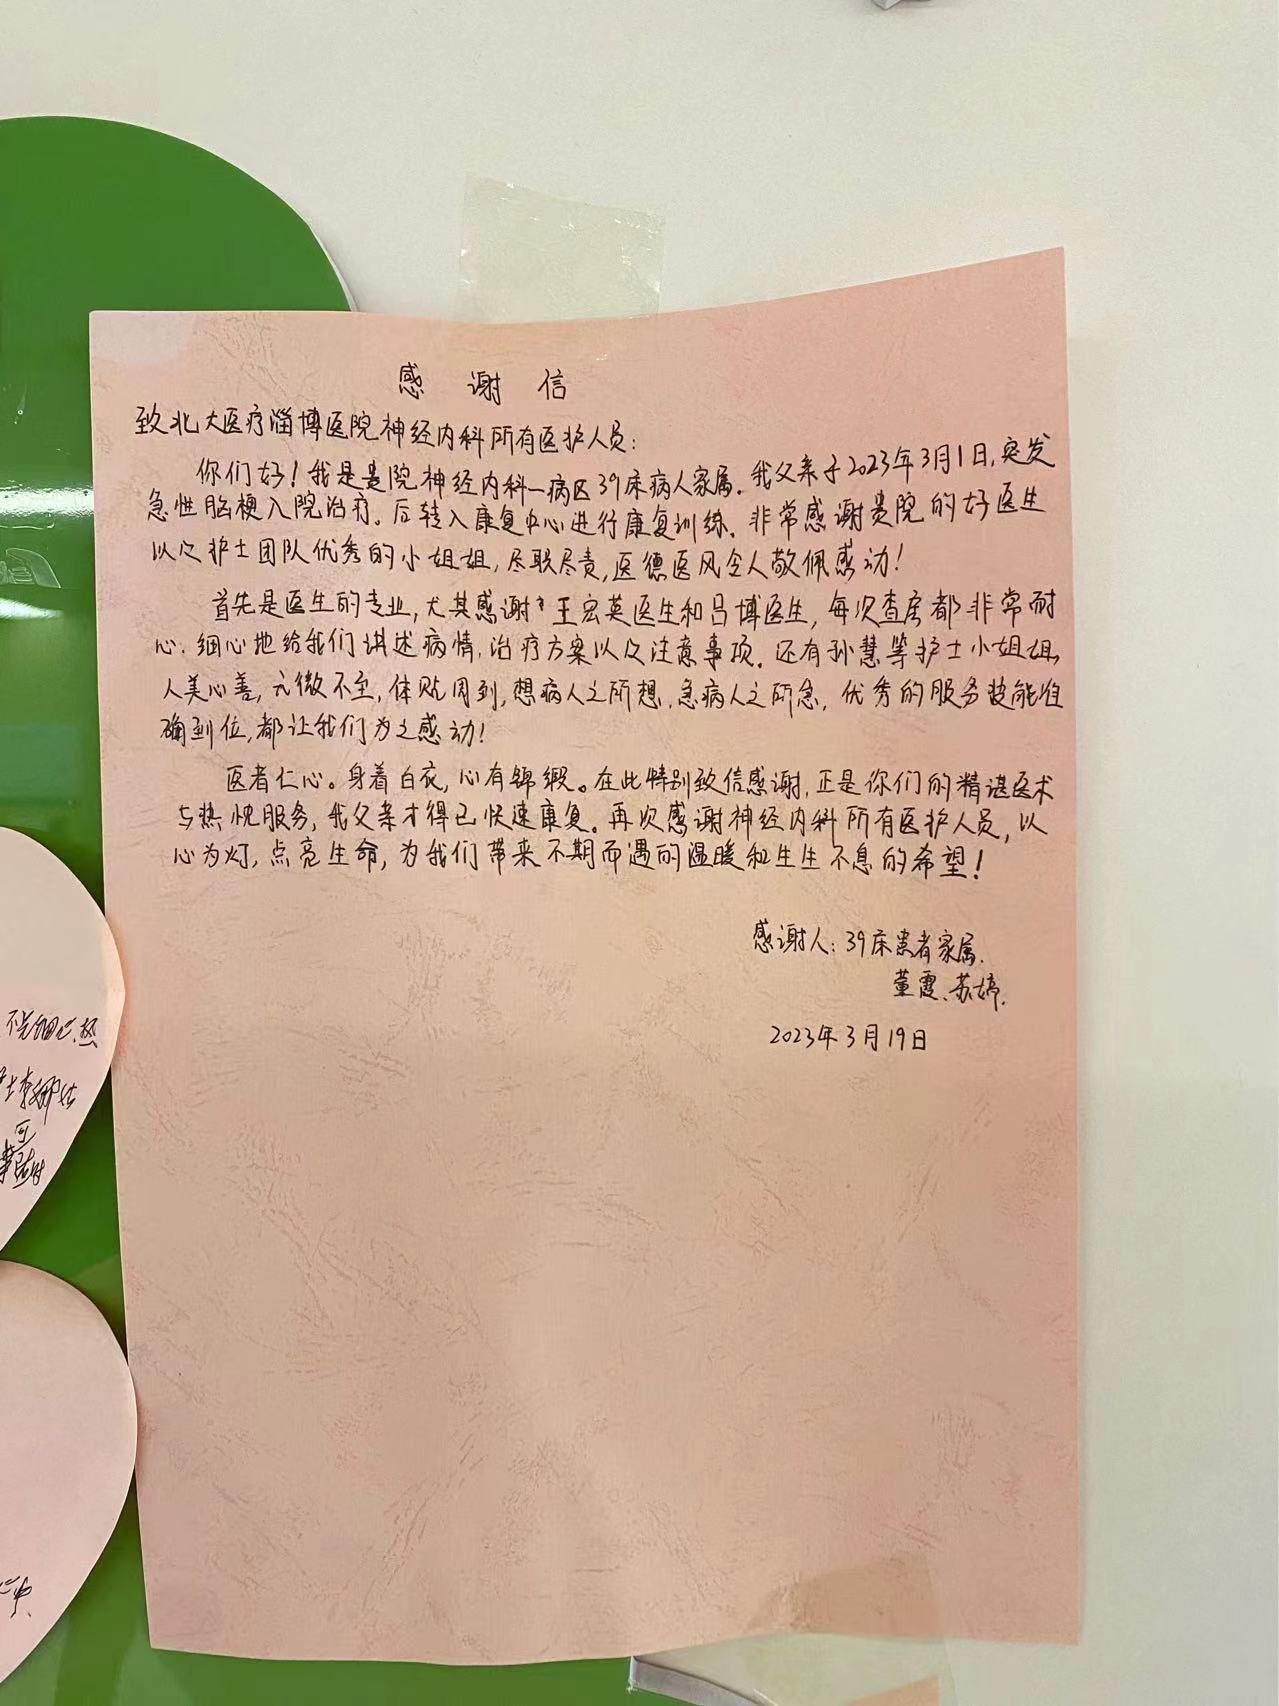 感谢信
致北大医疗淄博医院神经内科所有医护人员：
你们好！我是贵院神经内科一病区39床病人家属。我父亲于2023年3月1日，突发
急性脑梗入院治疗。后转入康复中心进行康复训练。非常感谢贵院的好医生
以及护士团队优秀的小姐姐，尽职尽责，医德医风令人敬佩感动！
首先是医生的专业，尤其感谢王宏英医生和吕博医生，每次查房都非常耐
心、细心地给我们讲述病情，治疗方案以及注意事项。还有孙慧等护士小姐姐，
人美心善，无微不至，体贴周到，想病人之所想，急病人之所急，优秀的服务技能准
确到位，都让我们为之感动！
医者仁心。身着白衣，心有锦缎。在此特别致信感谢，正是你们的精谌医术
与热忱服务，我父亲才得已快速康复。再次感谢神经内科所有医护人员，以
心为灯，点亮生命，为我们带来不期而遇的温暖和生生不息的希望！
感谢人：39床患者家属.
董霞、苏婷.
2023年3月19日
细心、热